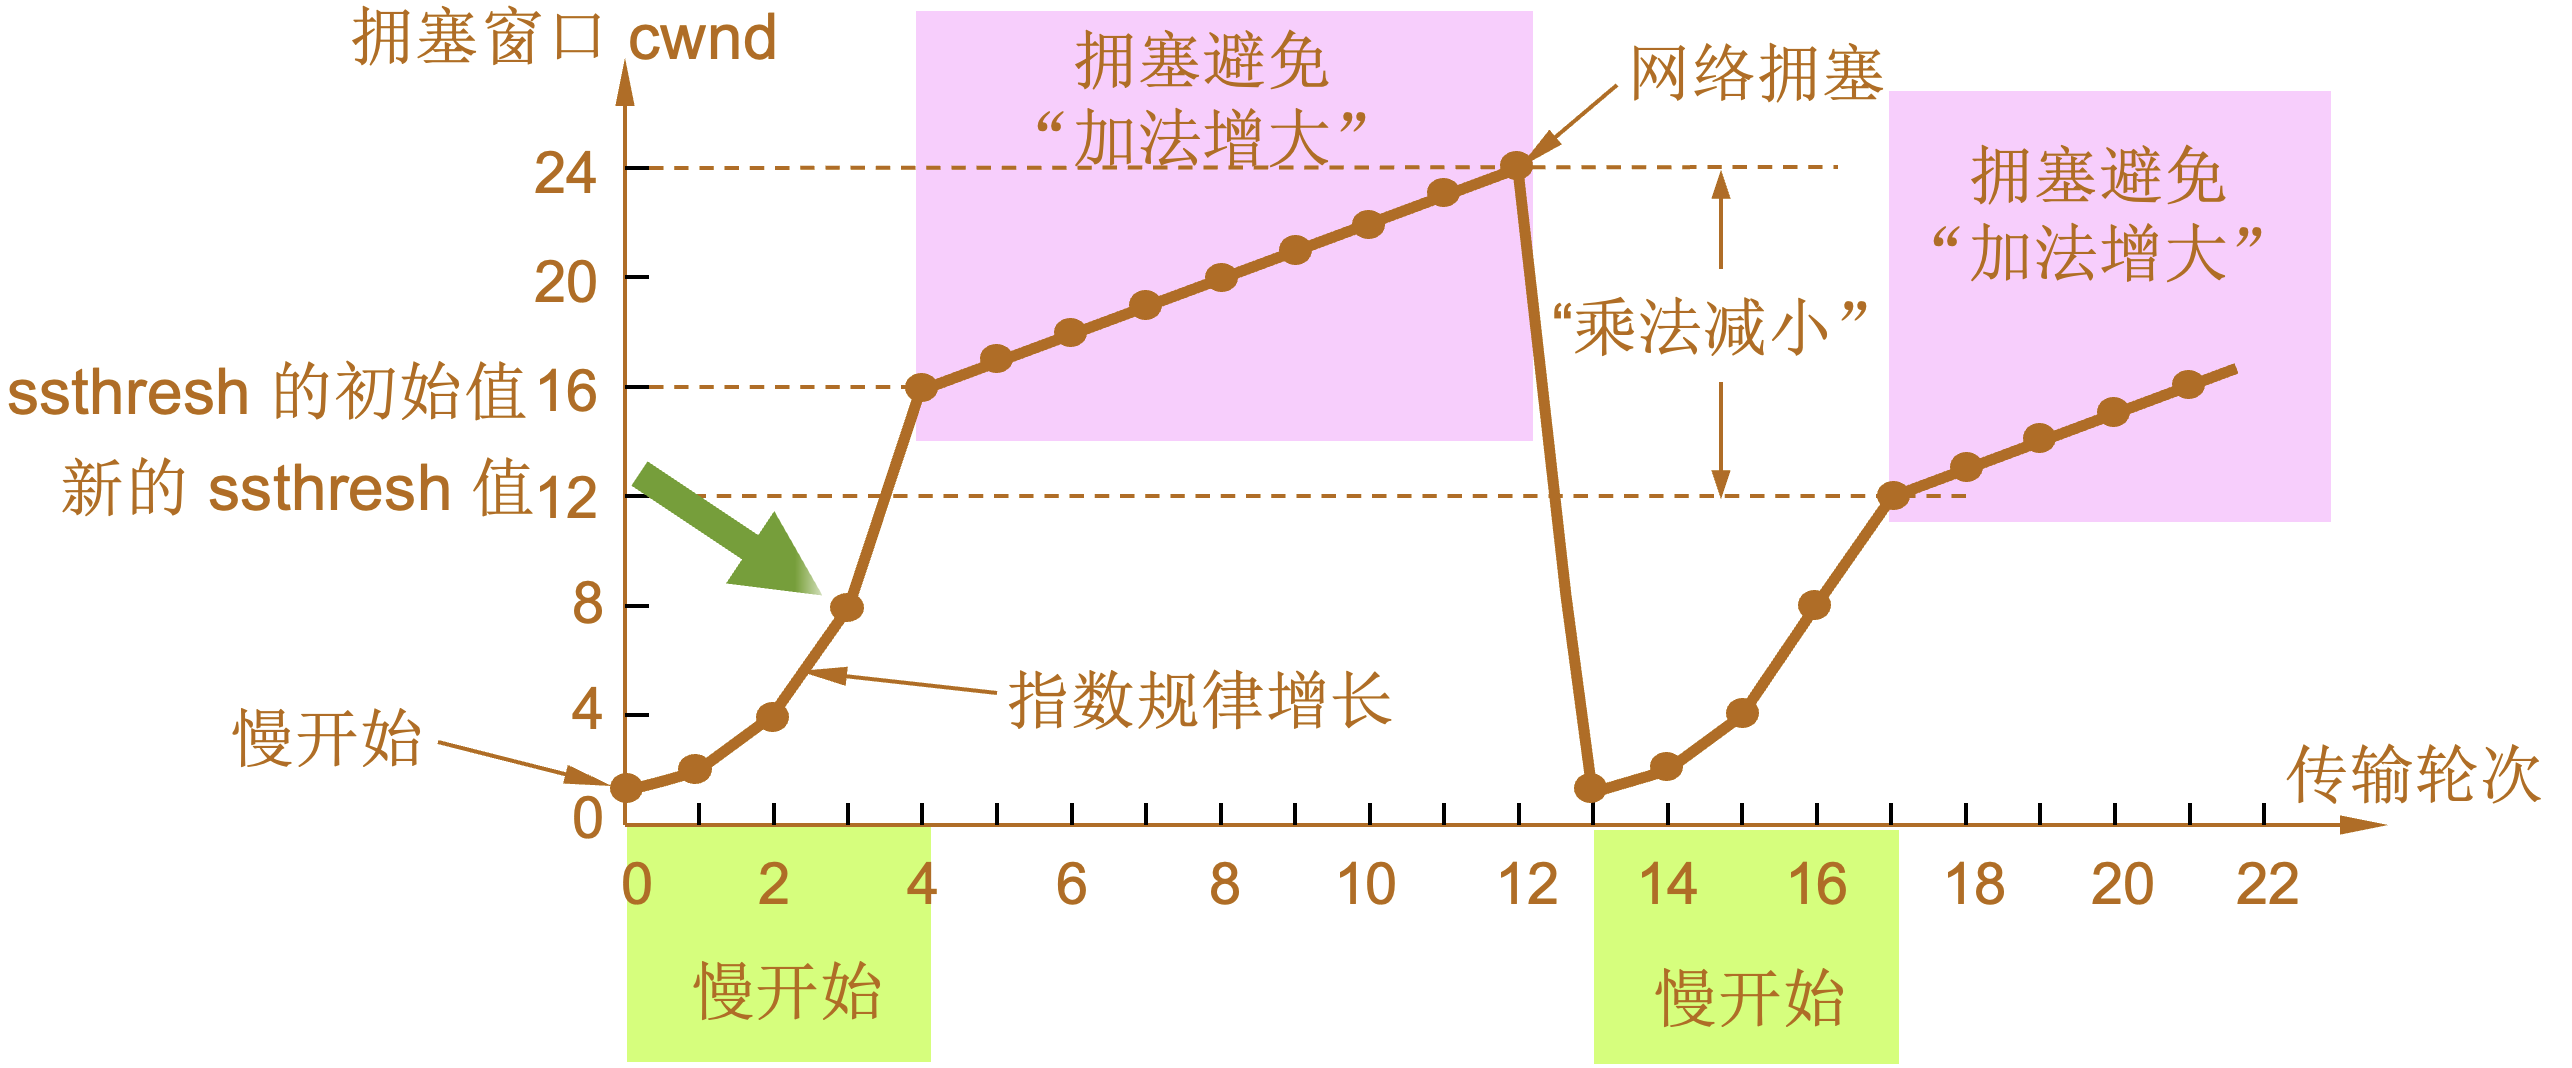 拥塞窗口 cwnd
拥塞避免
“加法增大”
网络拥塞
拥塞避免
“加法增大”
24
20
“乘法减小”
ssthresh 的初始值 16
新的 ssthresh 值 12
8
指数规律增长
4
慢开始
0
传输轮次
0 2 4 6 8 10 12 14 16 18 20 22
慢开始
慢开始